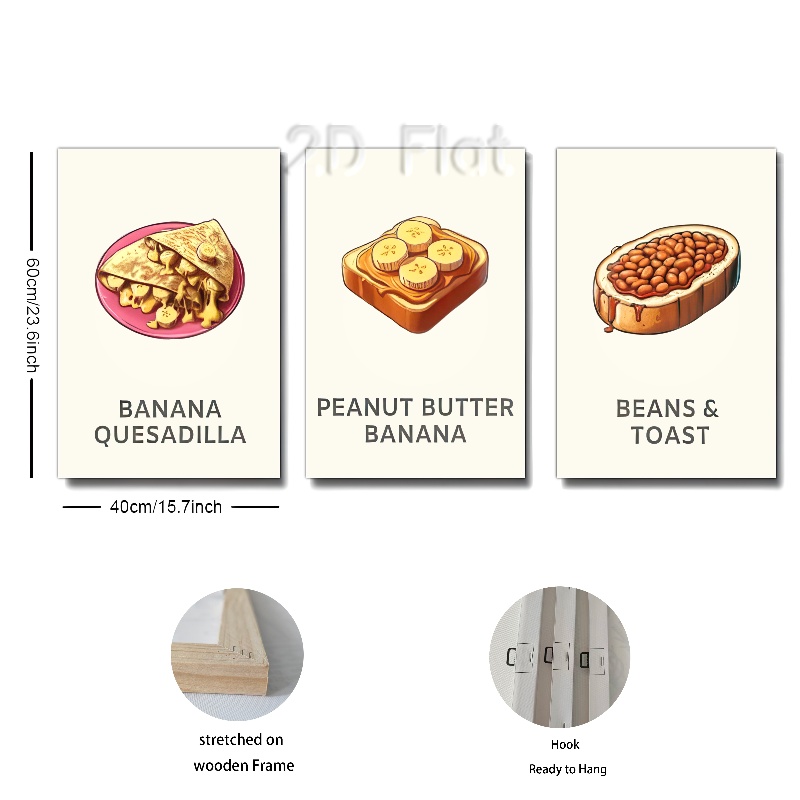 2D Flat
60cm/23.6inch
BANANA
QUESADILLA
PEANUT BUTTER
BANANA
BEANS &
TOAST
40cm/15.7inch
stretched on
wooden Frame
Hook
Ready to Hang